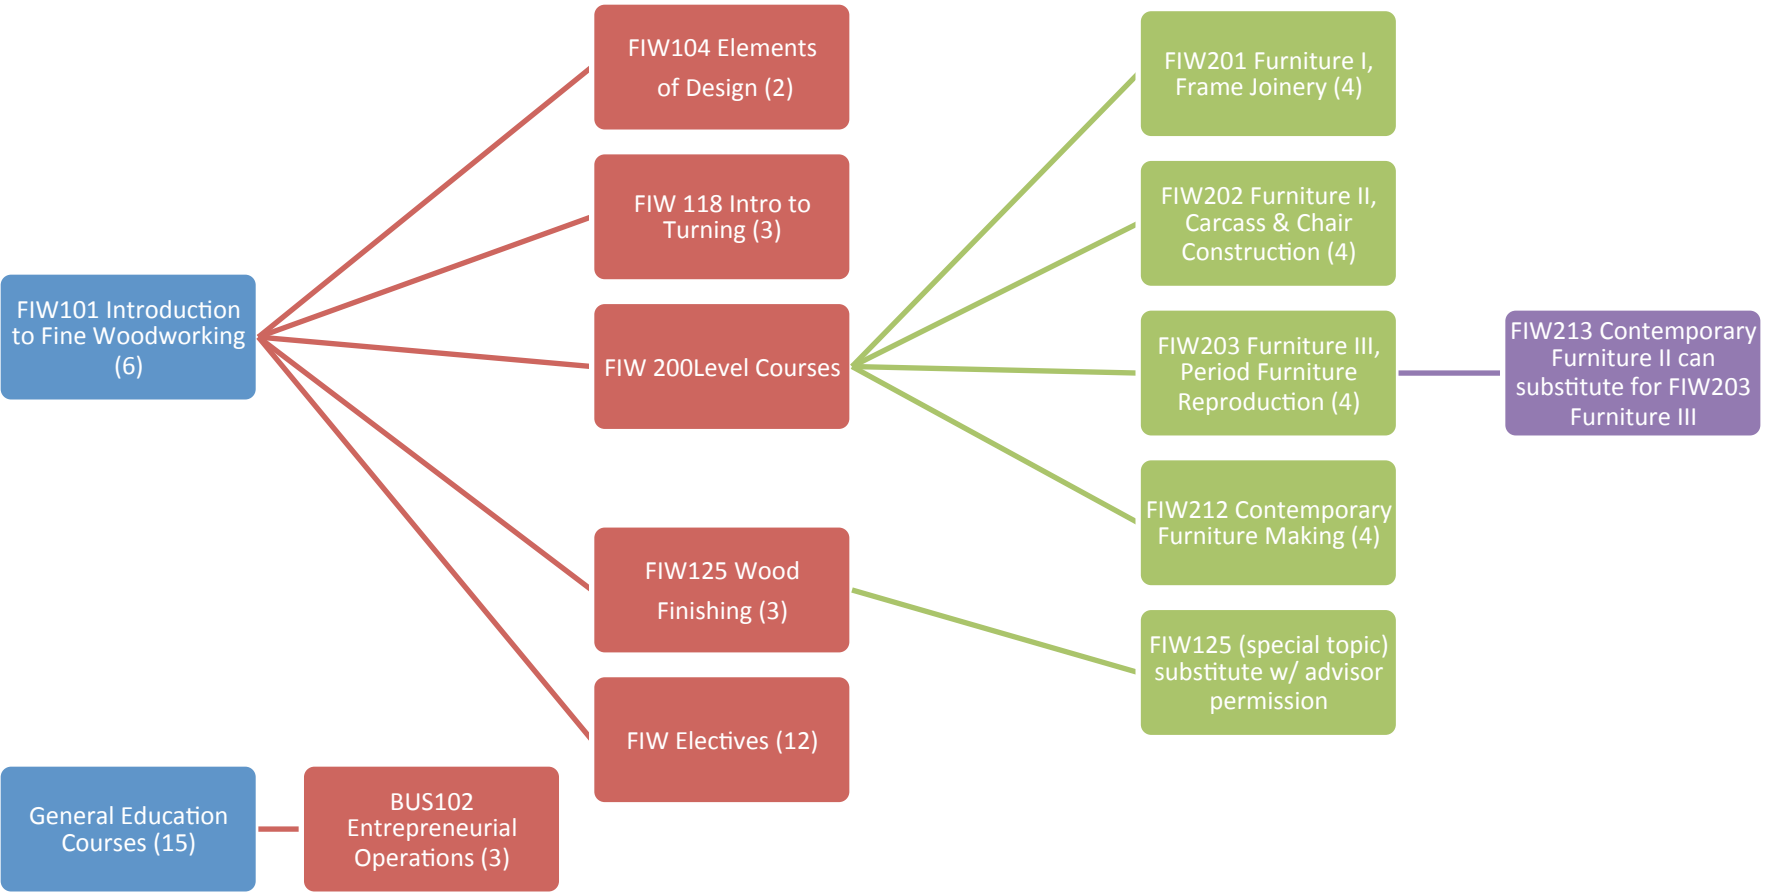 FIW104 Elements
of Design (2)
FIW 118 Intro to
Turning (3)
FIW101 Introduction
to Fine Woodworking
(6)
FIW 200Level Courses
FIW125 Wood
Finishing (3)
FIW Electives (12)
FIW201 Furniture I,
Frame Joinery (4)
FIW202 Furniture II,
Carcass & Chair
Construction (4)
FIW203 Furniture III,
Period Furniture
Reproduction (4)
FIW213 Contemporary
Furniture II can
substitute for FIW203
Furniture III
FIW212 Contemporary
Furniture Making (4)
FIW125 (special topic)
substitute w/ advisor
permission
General Education
Courses (15)
BUS102
Entrepreneurial
Operations (3)